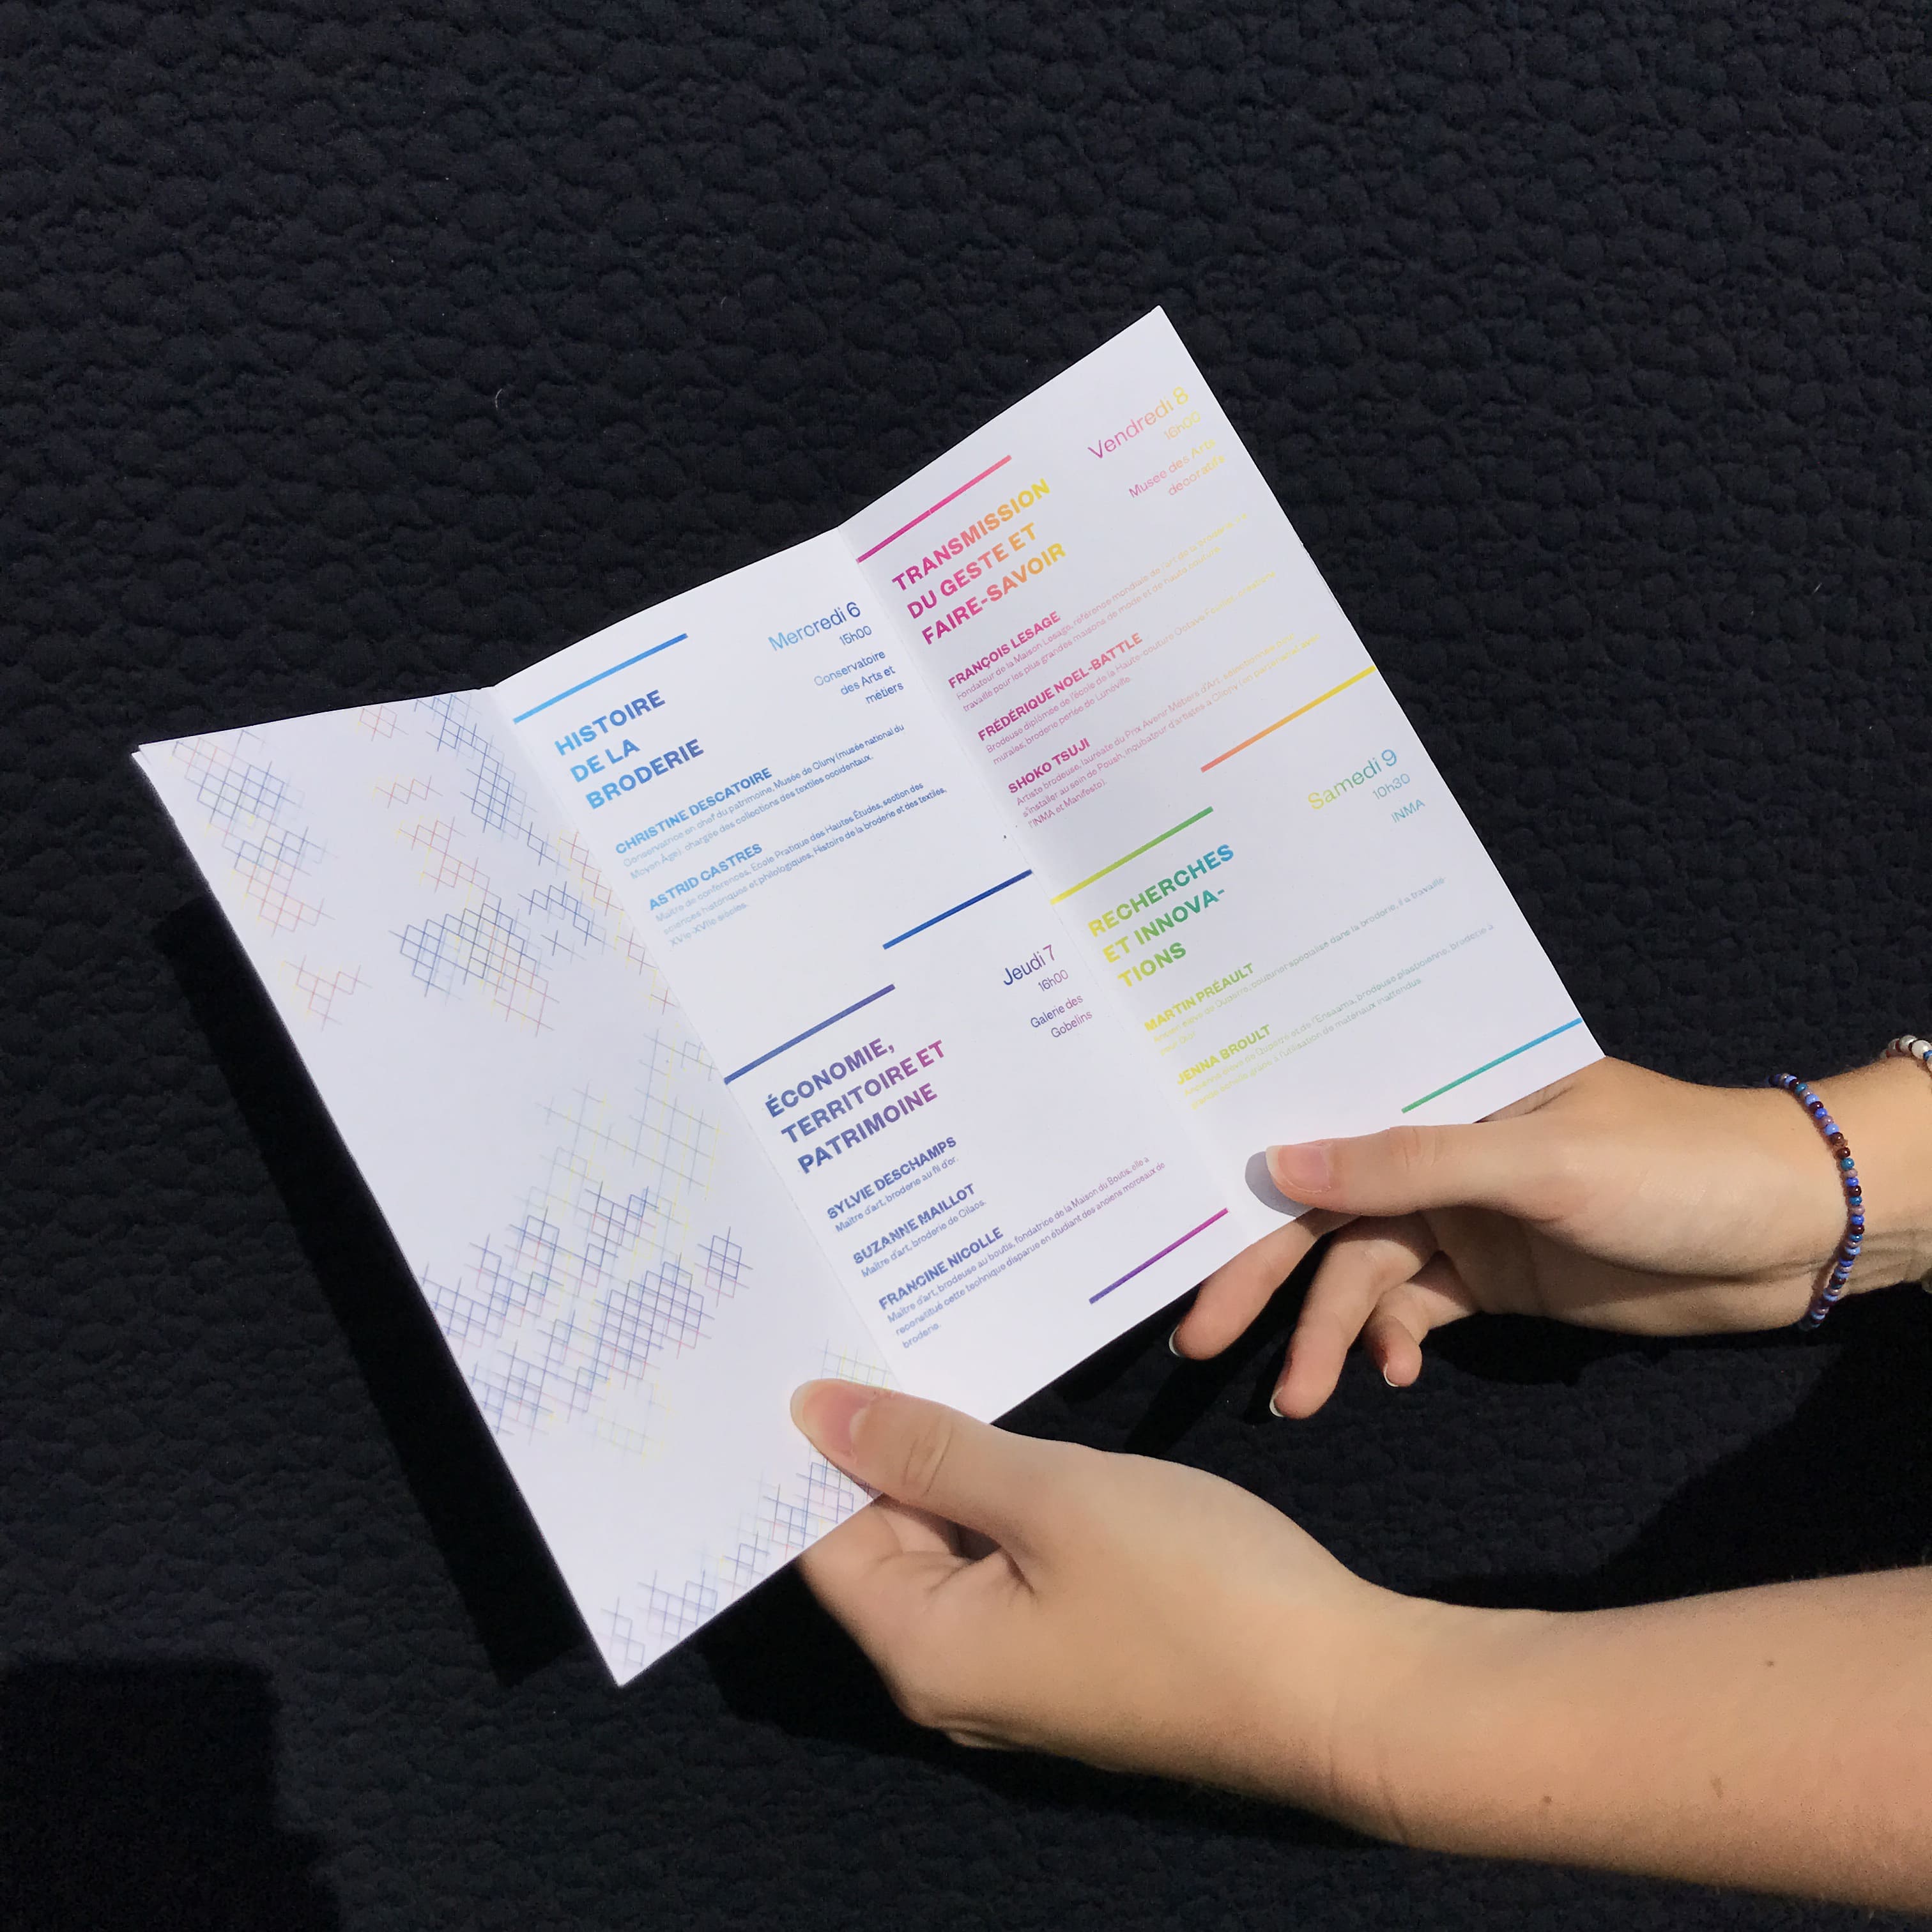 HISTOIRE
DE LA
BRODERIE
Mercredi 6
15h00
Conservatoire
des Arts et
métiers
CHRISTINE DESCATOIRE
Conservatrice en chef du patrimoine, Musée de Cluny (musée national du
Moyen Âge), chargée des collections des textiles occidentaux.
ASTRID CASTRES
Maître de conférences, École Pratique des Hautes Études, section des
sciences historiques et philologiques, Histoire de la broderie et des textiles,
XVIe-XVIIe siècles.
ÉCONOMIE,
TERRITOIRE ET
PATRIMOINE
Jeudi 7
16h00
Galerie des
Gobelins
SYLVIE DESCHAMPS
Maître d'art, broderie au fil d'or.
SUZANNE MAILLOT
Maître d'art, broderie de Cilaos.
FRANCINE NICOLLE
Maître d'art, brodeuse au boutis, fondatrice de la Maison du Boutis, elle a
reconstitué cette technique disparue en étudiant des anciens morceaux de
broderie.
TRANSMISSION
DU GESTE ET
FAIRE-SAVOIR
Vendredi 8
16h00
Musée des Arts
décoratifs
FRANÇOIS LESAGE
Fondateur de la Maison Lesage, référence mondiale de l'art de la broderie
travaille pour les plus grandes maisons de mode et de haute couture.
FRÉDÉRIQUE NOEL-BATTLE
Brodeuse diplômée de l'école de la Haute-couture
murales, broderie perlée de Lunéville.
SHOKO TSUJI
Artiste brodeuse, lauréate du Prix Avenir Métiers d'Art,
s'installer au sein de Poush, incubateur d'artistes à Clichy (en partenariat avec
l'INMA et Manifesto).
RECHERCHES
ET INNOVA-
TIONS
Samedi 9
10h30
INMA
MARTIN PRÉAULT
spécialisé dans la broderie, il a travaillé
JENNA BROULT
de Duperré et de l'Ensaama, brodeuse plasticienne, broderie à
l'utilisation de matériaux inattendus.